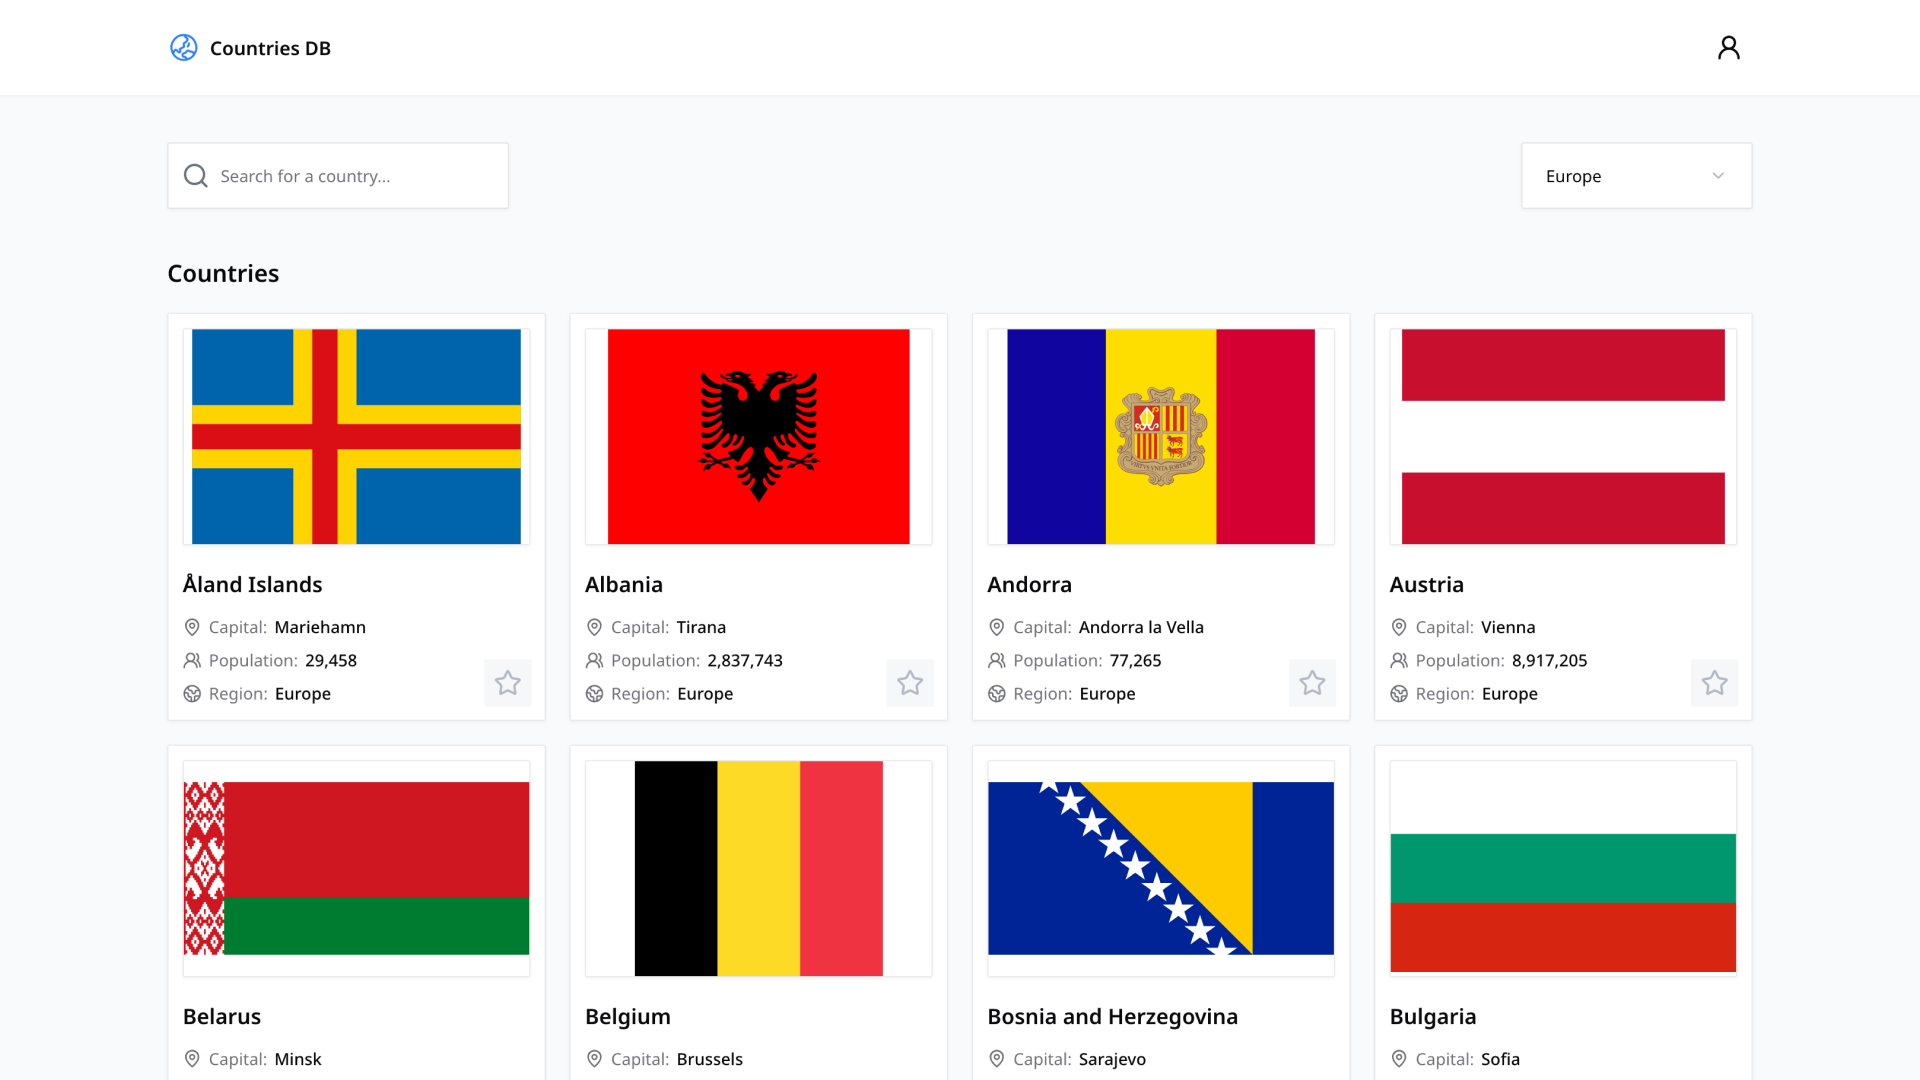 Countries DB
Search for a country...
Europe
Countries
Åland Islands
Capital: Mariehamn
Population: 29,458
Region: Europe
Albania
Capital: Tirana
Population: 2,837,743
Region: Europe
VIRTVS VNITA FORTIOR
Andorra
Capital: Andorra la Vella
Population: 77,265
Region: Europe
Austria
Capital: Vienna
Population: 8,917,205
Region: Europe
Belarus
Capital: Minsk
Belgium
Capital: Brussels
Bosnia and Herzegovina
Capital: Sarajevo
Bulgaria
Capital: Sofia